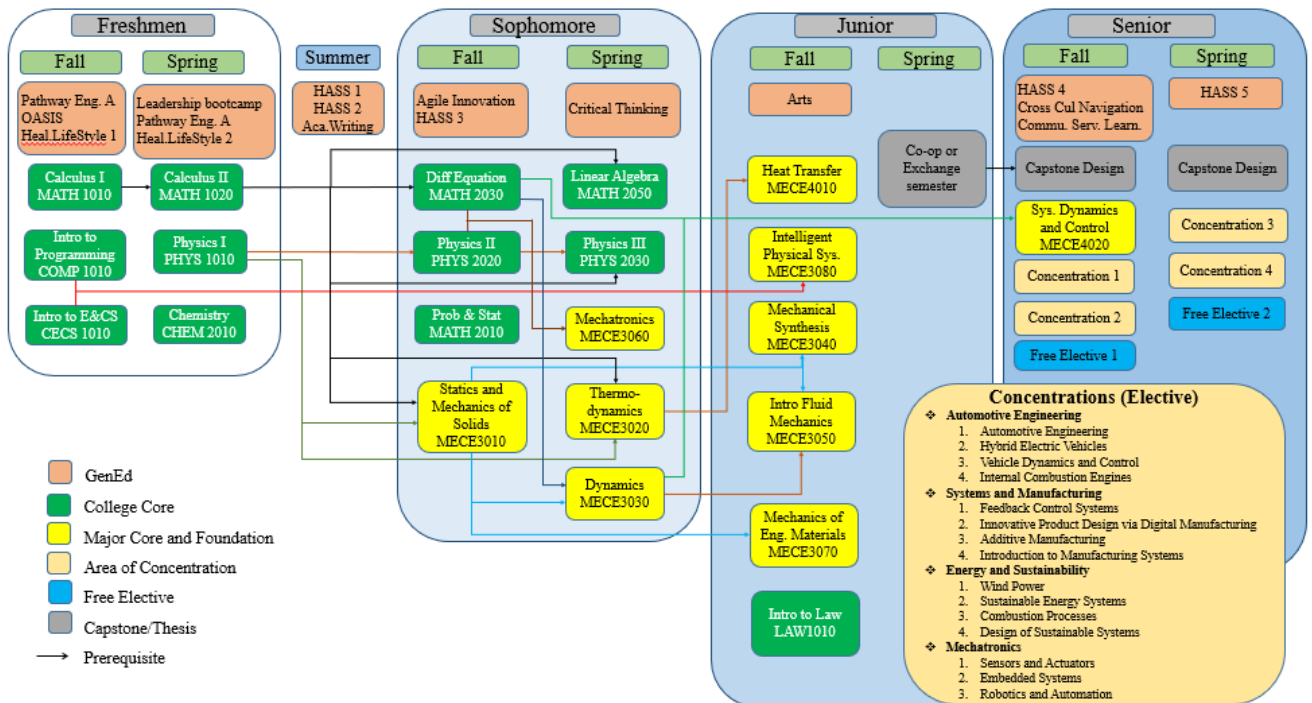 Freshmen
Fall
Spring
Pathway Eng. A
OASIS
Heal.LifeStyle 1
Leadership bootcamp
Pathway Eng. A
Heal.LifeStyle 2
Calculus I
MATH 1010
Calculus II
MATH 1020
Intro to
Programming
COMP 1010
Physics I
PHYS 1010
Intro to E&CS
CECS 1010
Chemistry
CHEM 2010
Summer
HASS 1
HASS 2
Aca.Writing
Sophomore
Fall
Spring
Agile Innovation
HASS 3
Critical Thinking
Diff Equation
MATH 2030
Linear Algebra
MATH 2050
Physics II
PHYS 2020
Physics III
PHYS 2030
Prob & Stat
MATH 2010
Mechatronics
MECE3060
Statics and
Mechanics of
Solids
MECE3010
Thermo-
dynamics
MECE3020
Dynamics
MECE3030
Junior
Fall
Spring
Arts
Heat Transfer
MECE4010
Co-op or
Exchange
semester
Intelligent
Physical Sys.
MECE3080
Mechanical
Synthesis
MECE3040
Intro Fluid
Mechanics
MECE3050
Mechanics of
Eng. Materials
MECE3070
Intro to Law
LAW1010
Senior
Fall
Spring
HASS 4
Cross Cul Navigation
Commu. Serv. Learn.
HASS 5
Capstone Design
Capstone Design
Sys. Dynamics
and Control
MECE4020
Concentration 3
Concentration 1
Concentration 4
Concentration 2
Free Elective 2
Free Elective 1
Concentrations (Elective)
❖ Automotive Engineering
1. Automotive Engineering
2. Hybrid Electric Vehicles
3. Vehicle Dynamics and Control
4. Internal Combustion Engines
❖ Systems and Manufacturing
1. Feedback Control Systems
2. Innovative Product Design via Digital Manufacturing
3. Additive Manufacturing
4. Introduction to Manufacturing Systems
❖ Energy and Sustainability
1. Wind Power
2. Sustainable Energy Systems
3. Combustion Processes
4. Design of Sustainable Systems
❖ Mechatronics
1. Sensors and Actuators
2. Embedded Systems
3. Robotics and Automation
GenEd
College Core
Major Core and Foundation
Area of Concentration
Free Elective
Capstone/Thesis
Prerequisite